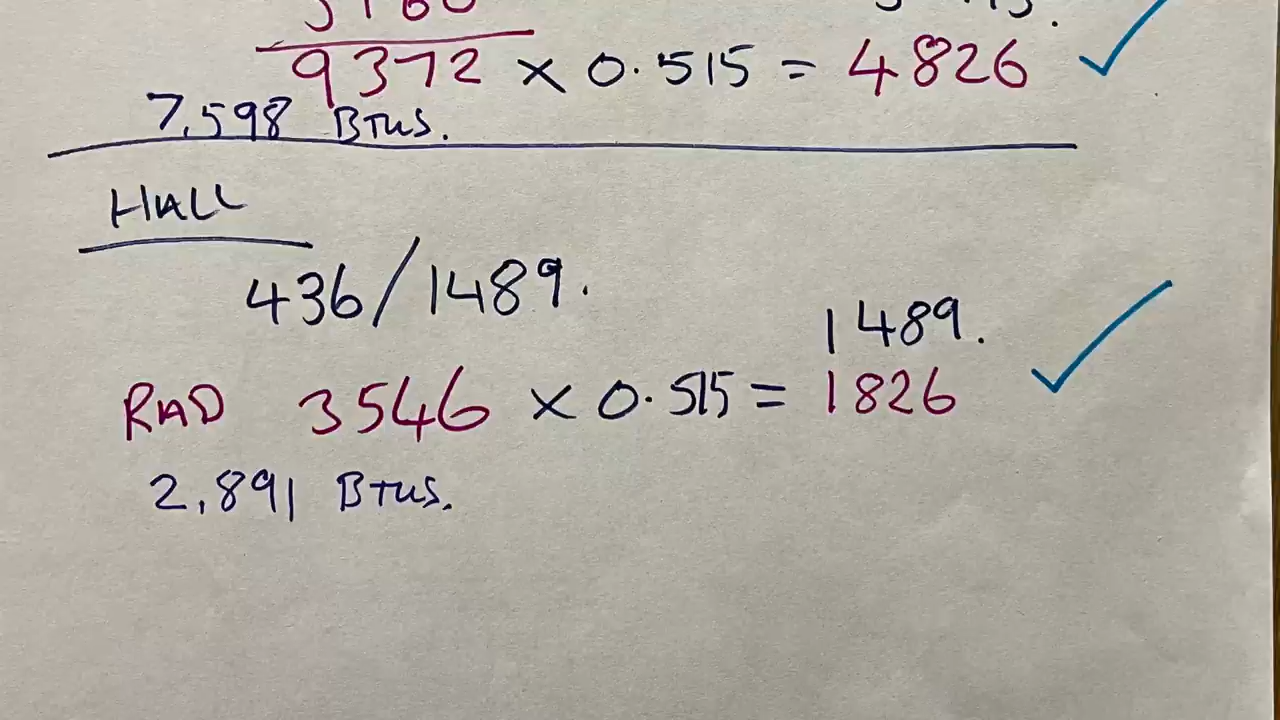 9372 × 0.515 = 4826
7,598 BTUS.
HALL
436/1489.
1489.
RAD 3546 × 0.515 = 1826
2,891 BTUS.